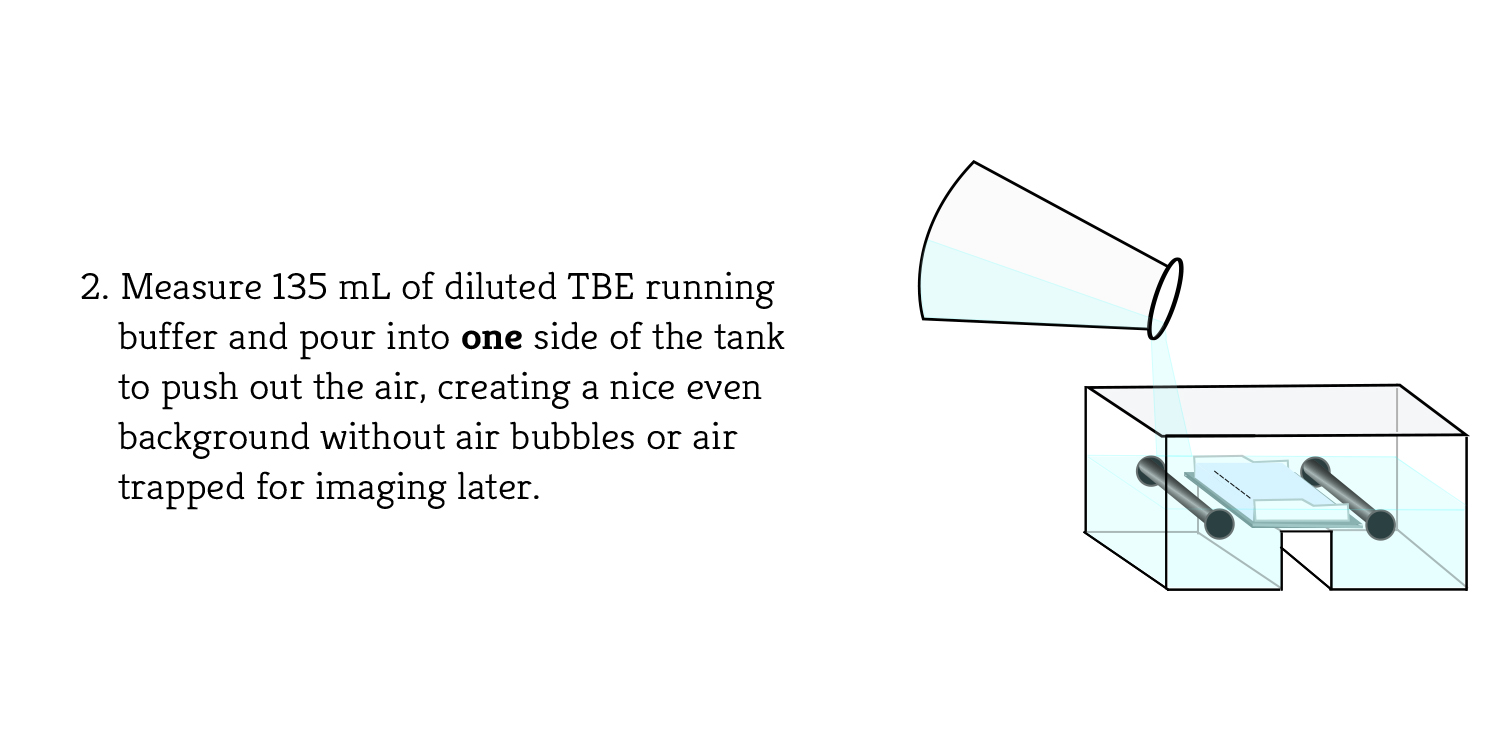 2. Measure 135 mL of diluted TBE running
buffer and pour into one side of the tank
to push out the air, creating a nice even
background without air bubbles or air
trapped for imaging later.